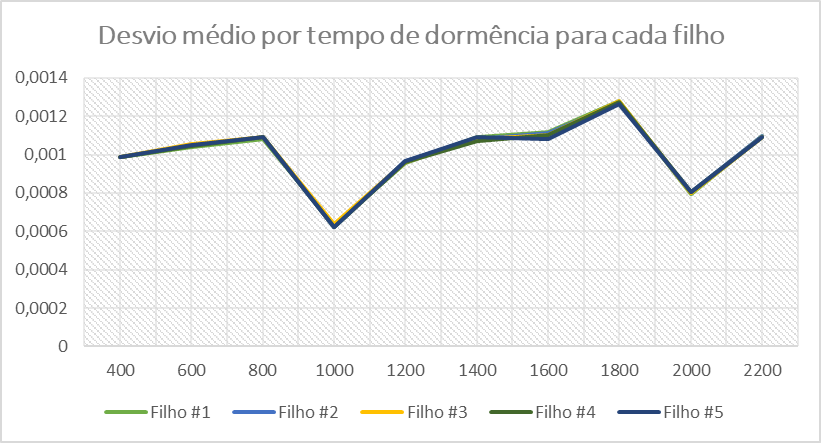 Desvio médio por tempo de dormência para cada filho
0,0014
0,0012
0,001
0,0008
0,0006
0,0004
0,0002
0
400 600 800 1000 1200 1400 1600 1800 2000 2200
Filho #1 Filho #2 Filho #3 Filho #4 Filho #5